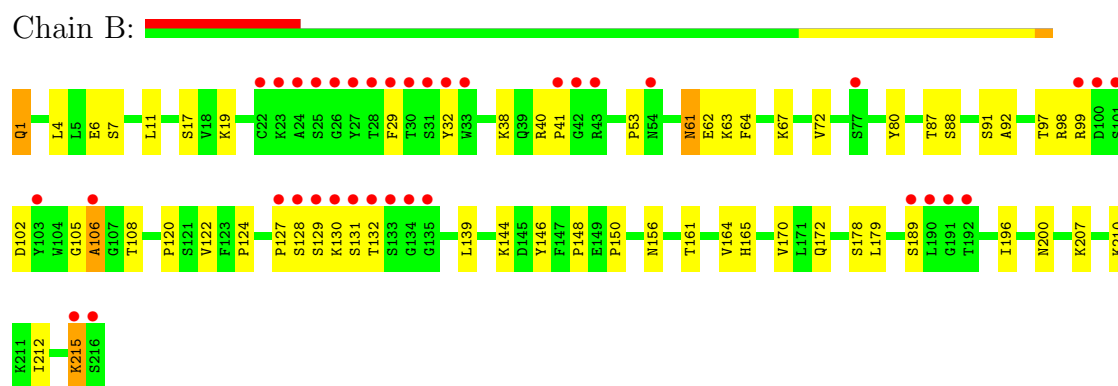 Chain B:
Q1 L4 L5 E6 S7 L11 S17 V18 K19 C22 K23 A24 S25 G26 Y27 T28 F29 T30 S31 Y32 W33 K38 Q39 R40 P41 G42 R43 P53 N54 N61 E62 K63 F64 K67 V72 S77 Y80 T87 S88 S91 A92 T97 R98 R99 D100 S101
D102 Y103 W104 G105 A106 G107 T108 P120 S121 V122 F123 P124 P127 S128 S129 K130 S131 T132 S133 G134 G135 L139 K144 D145 Y146 F147 P148 E149 P150 N156 T161 V164 H165 V170 L171 Q172 S178 L179 S189 L190 G191 T192 I196 N200 K207 K210
K211 I212 K215 S216